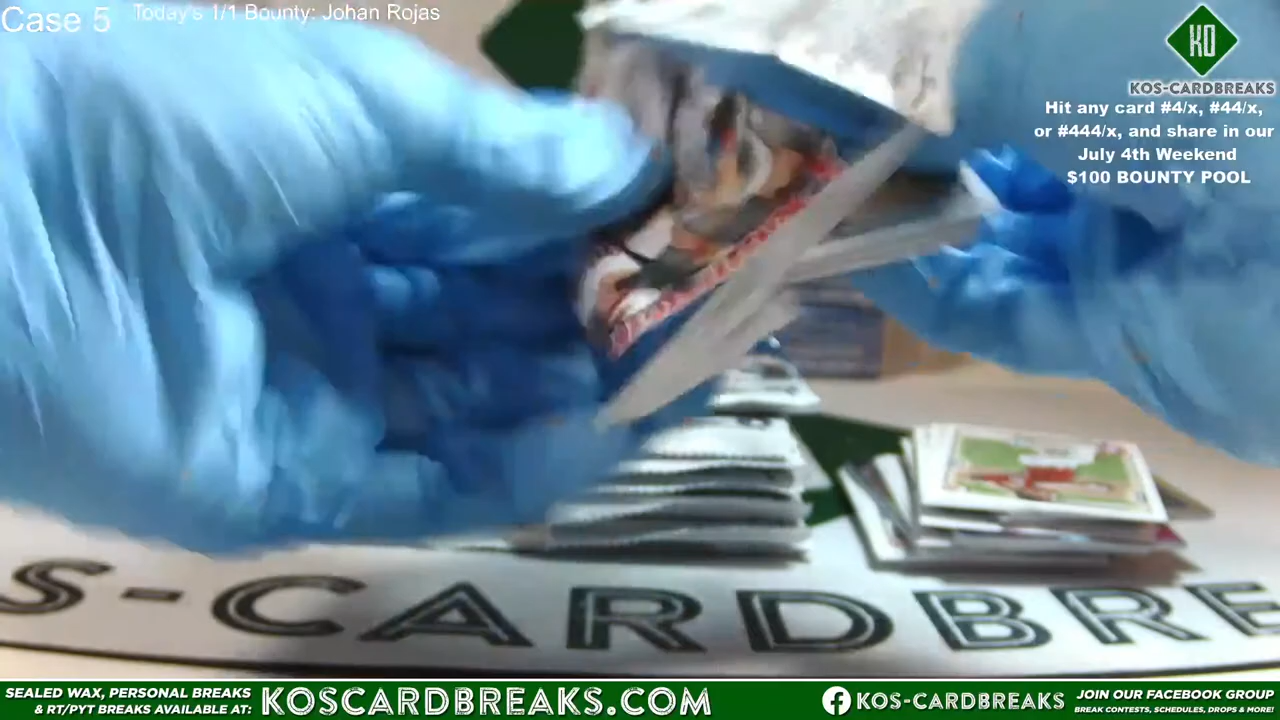 Case 5
Today's 1/1 Bounty: Johan Rojas
KO
KOS-CARDBREAKS
Hit any card #4/x, #44/x,
or #444/x, and share in our
July 4th Weekend
$100 BOUNTY POOL
S-CARDBRE
SEALED WAX, PERSONAL BREAKS
& RT/PYT BREAKS AVAILABLE AT:
KOSCARDBREAKS.COM
KOS-CARDBREAKS
JOIN OUR FACEBOOK GROUP
BREAK CONTESTS, SCHEDULES, DROPS & MORE!